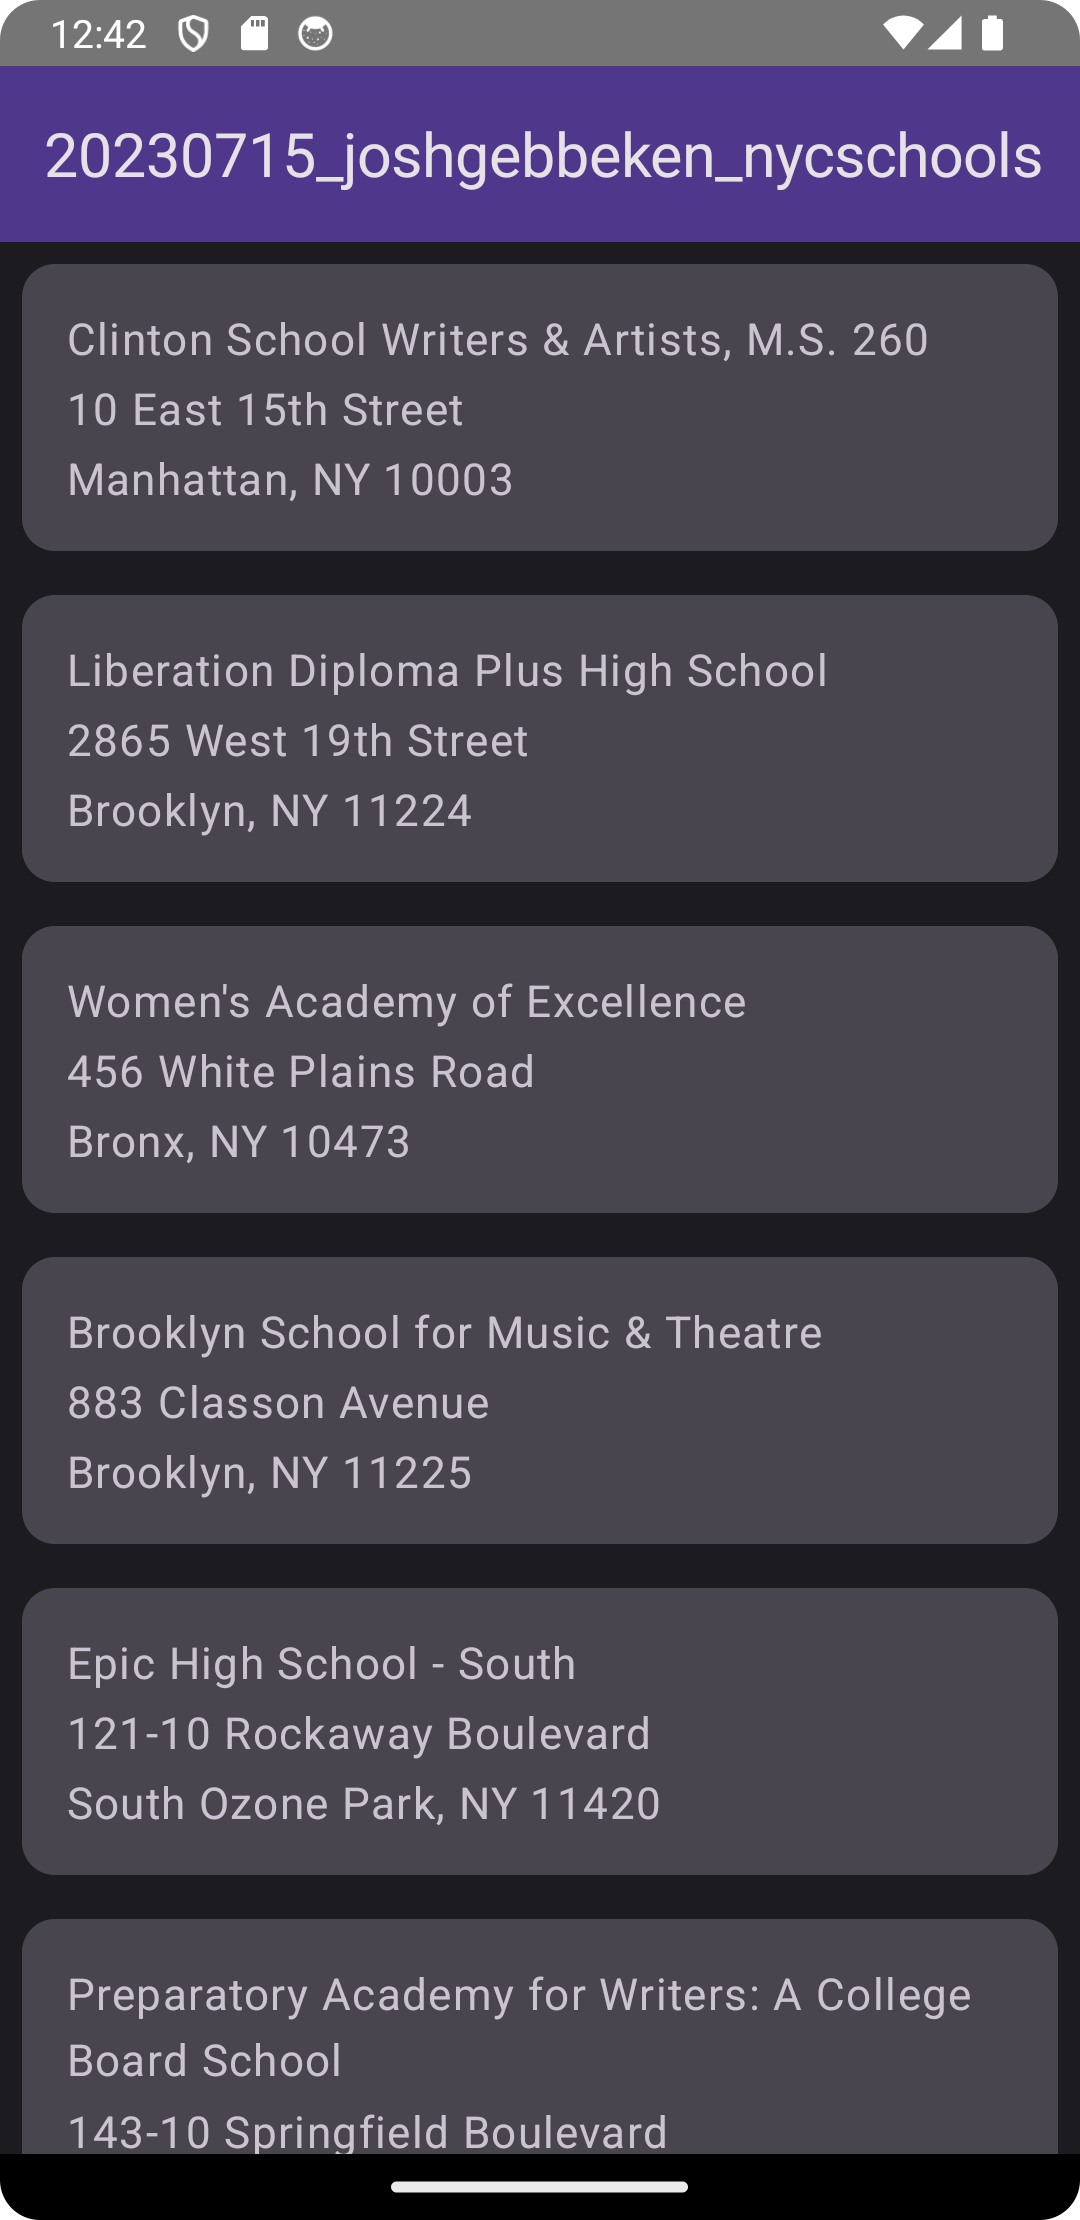 12:42
20230715_joshgebbeken_nycschools
Clinton School Writers & Artists, M.S. 260
10 East 15th Street
Manhattan, NY 10003
Liberation Diploma Plus High School
2865 West 19th Street
Brooklyn, NY 11224
Women's Academy of Excellence
456 White Plains Road
Bronx, NY 10473
Brooklyn School for Music & Theatre
883 Classon Avenue
Brooklyn, NY 11225
Epic High School - South
121-10 Rockaway Boulevard
South Ozone Park, NY 11420
Preparatory Academy for Writers: A College
Board School
143-10 Springfield Boulevard